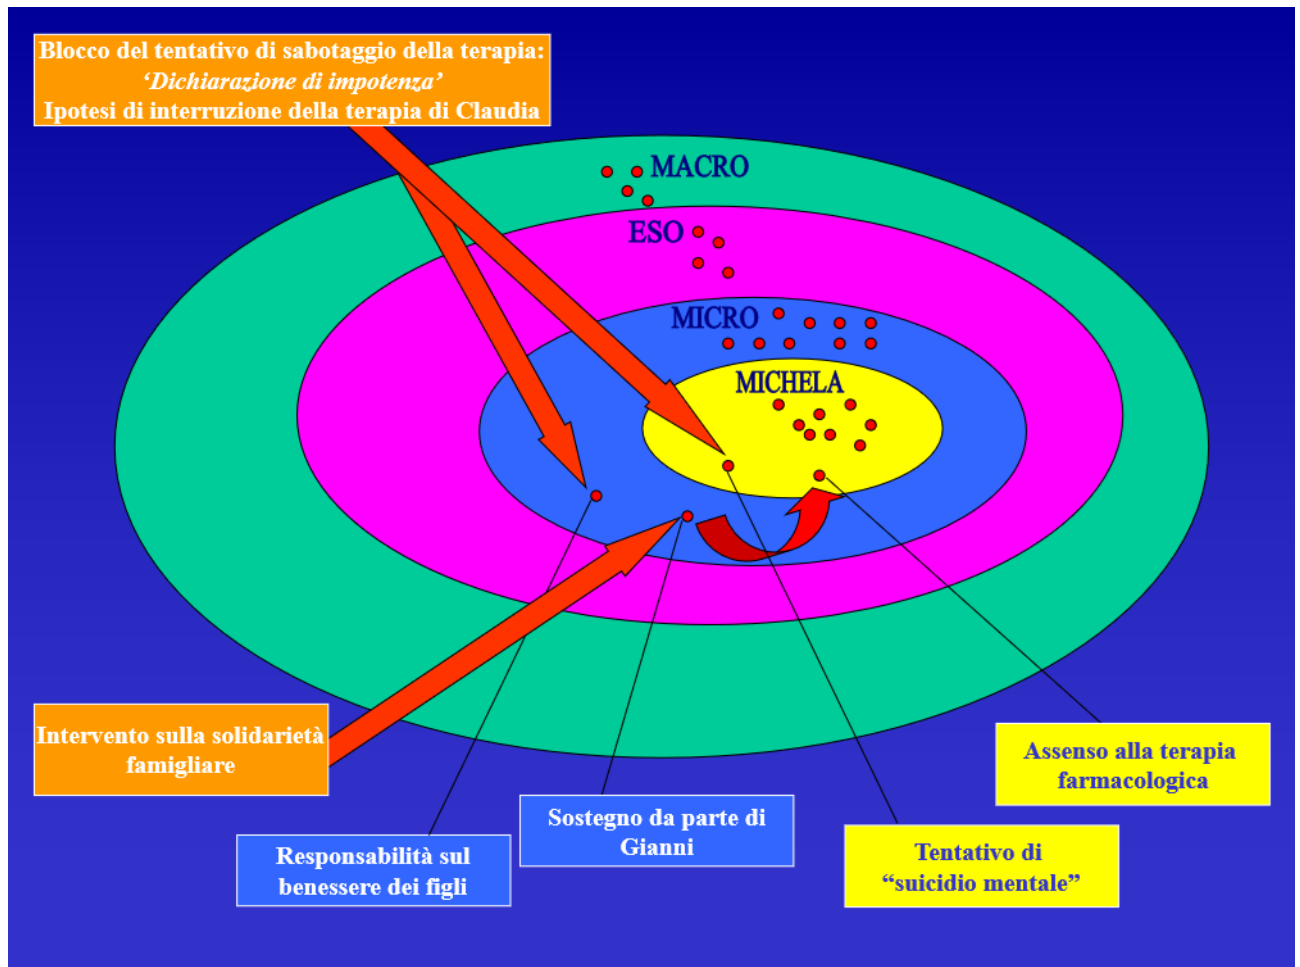 Blocco del tentativo di sabotaggio della terapia:
‘Dichiarazione di impotenza’
Ipotesi di interruzione della terapia di Claudia
MACRO
ESO
MICRO
MICHELA
Intervento sulla solidarietà
famigliare
Responsabilità sul
benessere dei figli
Sostegno da parte di
Gianni
Tentativo di
“suicidio mentale”
Assenso alla terapia
farmacologica